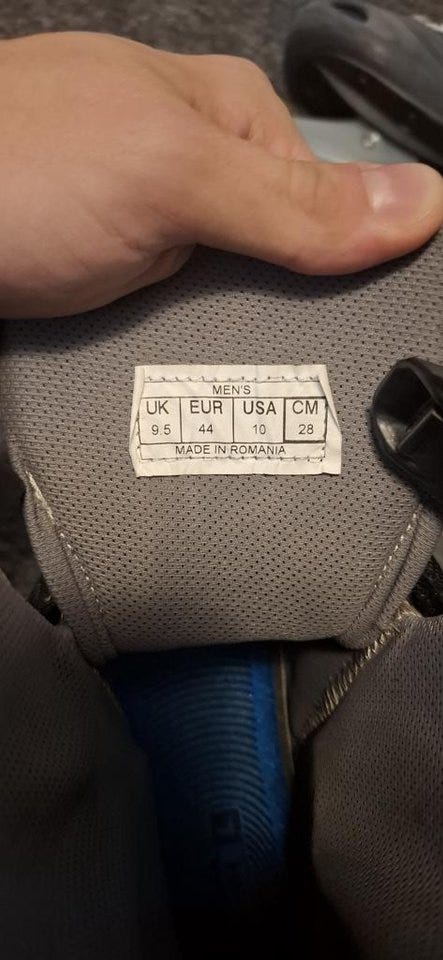 MEN'S
UK EUR USA CM
9.5 44 10 28
MADE IN ROMANIA